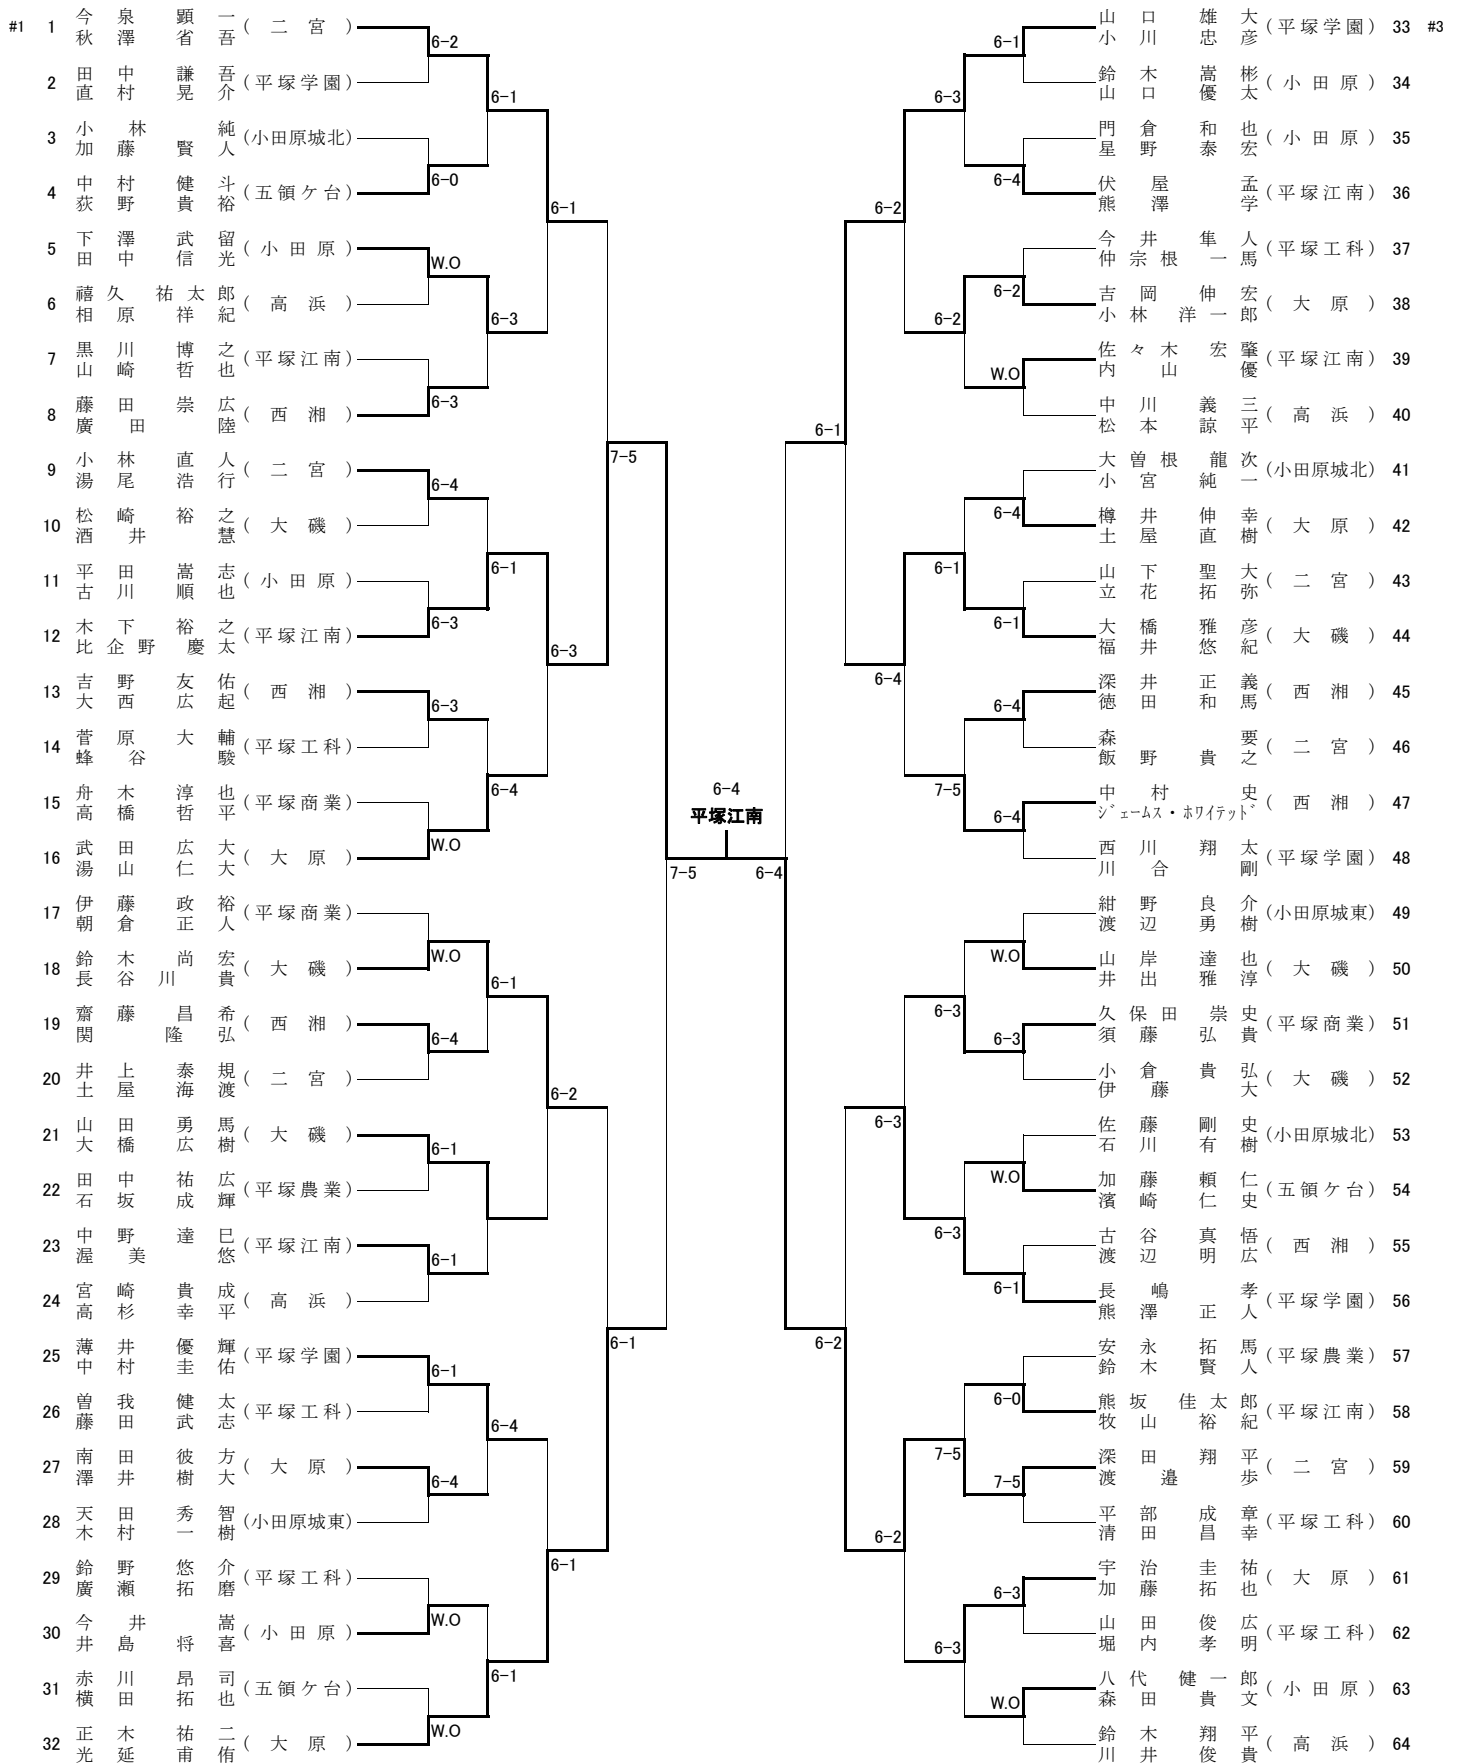 #1 1 今泉顕一 (二宮)
秋澤省吾
6-2
2 田中謙吾 (平塚学園)
直村晃介
6-1
3 小林純 (小田原城北)
加藤賢人
6-0
4 中村健斗 (五領ケ台)
荻野貴裕
6-1
5 下澤武留 (小田原)
田中信光
W.O
6 禧久祐太郎 (高浜)
相原祥紀
6-3
7 黒川博之 (平塚江南)
山崎哲也
6-3
8 藤田崇広 (西湘)
廣田陸
7-5
9 小林直人 (二宮)
湯尾浩行
6-4
10 松崎裕之 (大磯)
酒井慧
6-1
11 平田嵩志 (小田原)
古川順也
6-3
12 木下裕之 (平塚江南)
比企野慶太
6-3
13 吉野友佑 (西湘)
大西広起
6-3
14 菅原大輔 (平塚工科)
蜂谷駿
6-4
15 舟木淳也 (平塚商業)
高橋哲平
W.O
16 武田広大 (大原)
湯山仁大
7-5
17 伊藤政裕 (平塚商業)
朝倉正人
W.O
18 鈴木尚宏 (大磯)
長谷川貴
6-1
19 齋藤昌希 (西湘)
関隆弘
6-4
20 井上泰規 (二宮)
土屋海渡
6-2
21 山田勇馬 (大磯)
大橋広樹
6-1
22 田中祐広 (平塚農業)
石坂成輝
23 中野達巳 (平塚江南)
渥美悠
6-1
24 宮崎貴成 (高浜)
高杉幸平
6-1
25 薄井優輝 (平塚学園)
中村圭佑
6-1
26 曽我健太 (平塚工科)
藤田武志
6-4
27 南田彼方 (大原)
澤井樹大
6-4
28 天田秀智 (小田原城東)
木村一樹
6-1
29 鈴野悠介 (平塚工科)
廣瀬拓磨
W.O
30 今井嵩 (小田原)
井島将喜
6-1
31 赤川昂司 (五領ケ台)
横田拓也
W.O
32 正木祐二 (大原)
光延甫侑
6-4
平塚江南
山口雄大 (平塚学園) 33 #3
小川忠彦
6-1
鈴木嵩彬 (小田原) 34
山口優太
6-3
門倉和也 (小田原) 35
星野泰宏
6-4
伏屋孟 (平塚江南) 36
熊澤学
6-2
今井隼人 (平塚工科) 37
仲宗根一馬
6-2
吉岡伸宏 (大原) 38
小林洋一郎
6-2
佐々木宏肇 (平塚江南) 39
内山優
W.O
中川義三 (高浜) 40
松本諒平
6-1
大曽根龍次 (小田原城北) 41
小宮純一
6-4
樽井伸幸 (大原) 42
土屋直樹
6-1
山下聖大 (二宮) 43
立花拓弥
6-1
大橋雅彦 (大磯) 44
福井悠紀
6-4
深井正義 (西湘) 45
徳田和馬
6-4
森要 (二宮) 46
飯野貴之
7-5
中村史 (西湘) 47
ジェームス・ホワイテッド
6-4
西川翔太 (平塚学園) 48
川合剛
6-4
紺野良介 (小田原城東) 49
渡辺勇樹
W.O
山岸達也 (大磯) 50
井出雅淳
6-3
久保田崇史 (平塚商業) 51
須藤弘貴
6-3
小倉貴弘 (大磯) 52
伊藤大
6-3
佐藤剛史 (小田原城北) 53
石川有樹
W.O
加藤頼仁 (五領ケ台) 54
濱崎仁史
6-3
古谷真悟 (西湘) 55
渡辺明広
6-1
長嶋孝 (平塚学園) 56
熊澤正人
6-2
安永拓馬 (平塚農業) 57
鈴木賢人
6-0
熊坂佳太郎 (平塚江南) 58
牧山裕紀
7-5
深田翔平 (二宮) 59
渡邉歩
7-5
平部成章 (平塚工科) 60
清田昌幸
6-2
宇治圭祐 (大原) 61
加藤拓也
6-3
山田俊広 (平塚工科) 62
堀内孝明
6-3
八代健一郎 (小田原) 63
森田貴文
W.O
鈴木翔平 (高浜) 64
川井俊貴